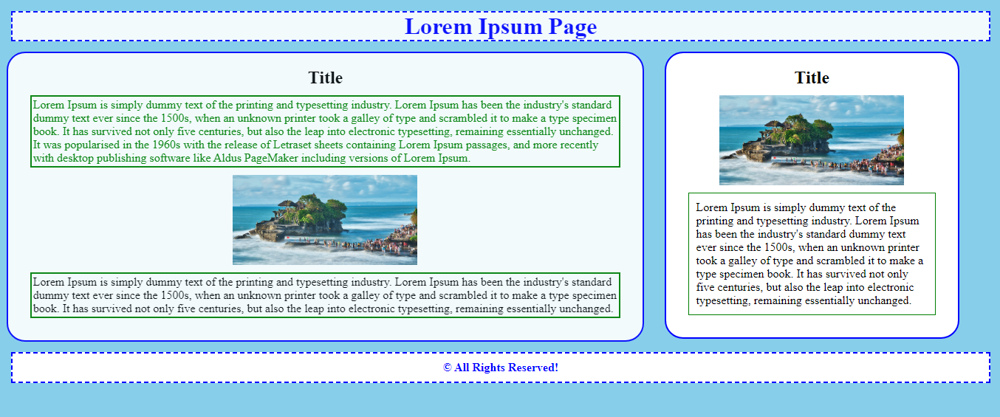 Lorem Ipsum Page
Title
Lorem Ipsum is simply dummy text of the printing and typesetting industry. Lorem Ipsum has been the industry's standard
dummy text ever since the 1500s, when an unknown printer took a galley of type and scrambled it to make a type specimen
book. It has survived not only five centuries, but also the leap into electronic typesetting, remaining essentially unchanged.
It was popularised in the 1960s with the release of Letraset sheets containing Lorem Ipsum passages, and more recently
with desktop publishing software like Aldus PageMaker including versions of Lorem Ipsum.
Lorem Ipsum is simply dummy text of the printing and typesetting industry. Lorem Ipsum has been the industry's standard
dummy text ever since the 1500s, when an unknown printer took a galley of type and scrambled it to make a type specimen
book. It has survived not only five centuries, but also the leap into electronic typesetting, remaining essentially unchanged.
Title
Lorem Ipsum is simply dummy text of the
printing and typesetting industry. Lorem Ipsum
has been the industry's standard dummy text
ever since the 1500s, when an unknown printer
took a galley of type and scrambled it to make a
type specimen book. It has survived not only
five centuries, but also the leap into electronic
typesetting, remaining essentially unchanged.
© All Rights Reserved!